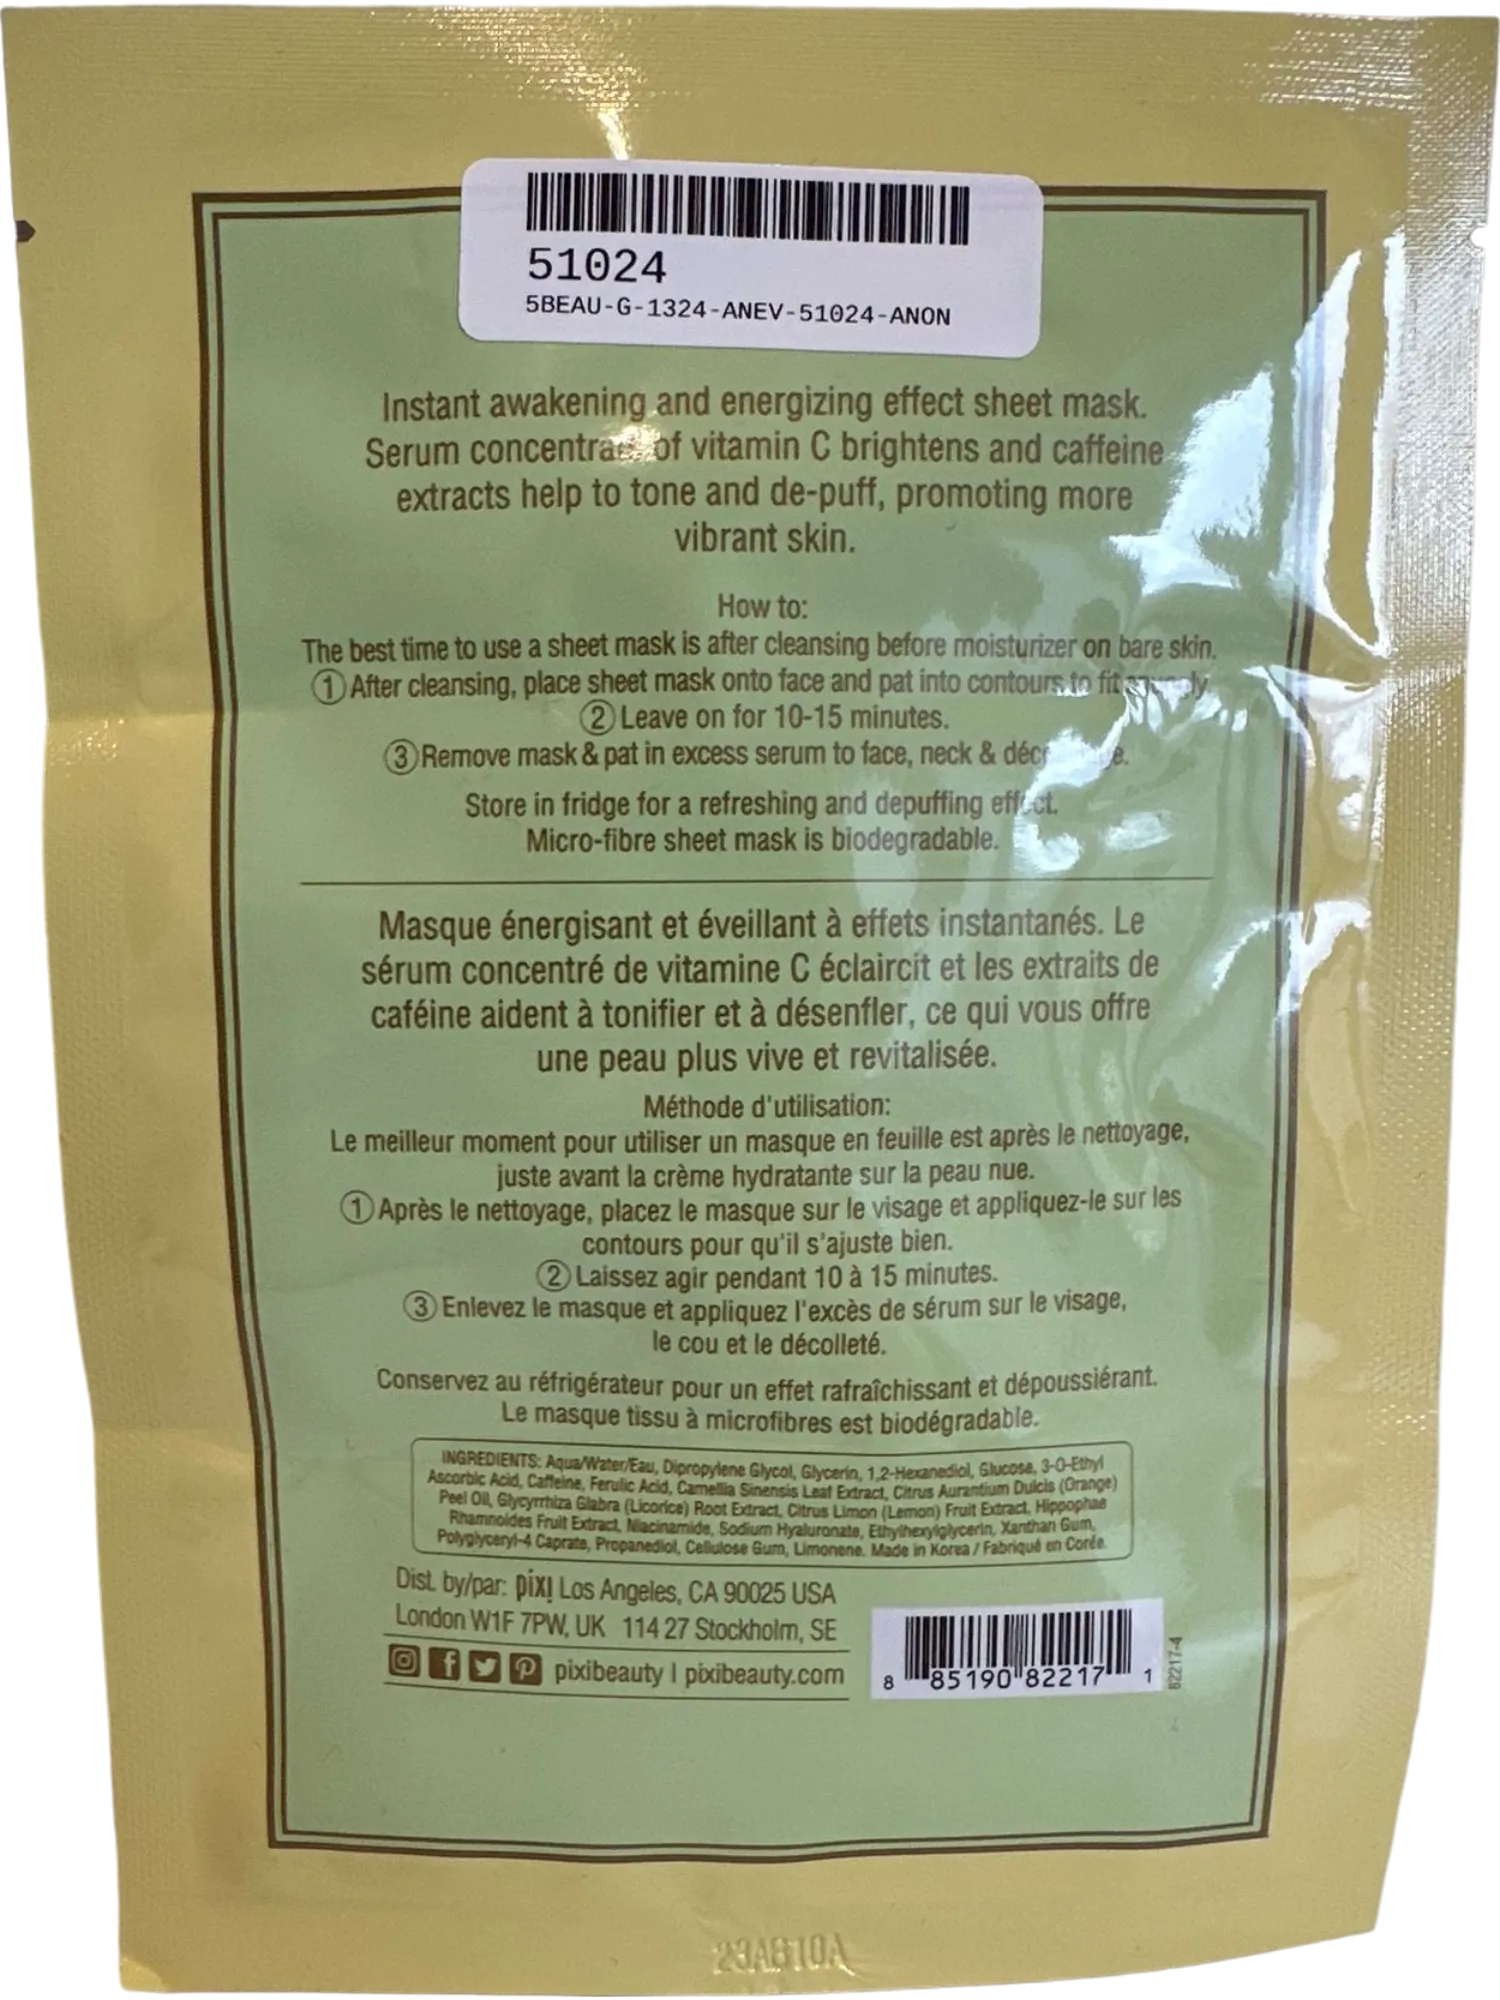 51024
5BEAU-G-1324-ANEV-51024-ANON
Instant awakening and energizing effect sheet mask.
Serum of vitamin C brightens and caffeine
extracts help to tone and de-puff, promoting more
vibrant skin.
How to:
The best time to use a sheet mask is after cleansing before moisturizer on bare skin.
①After cleansing, place sheet mask onto face and pat into contours to fit
②Leave on for 10-15 minutes.
③Remove mask & pat in excess serum to face, neck &
Store in fridge for a refreshing and depuffing effect.
Micro-fibre sheet mask is biodegradable.
Masque énergisant et éveillant à effets instantanés. Le
sérum concentré de vitamine C éclaircit et les extraits de
caféine aident à tonifier et à désenfler, ce qui vous offre
une peau plus vive et revitalisée.
Méthode d'utilisation:
Le meilleur moment pour utiliser un masque en feuille est après le nettoyage,
juste avant la crème hydratante sur la peau nue.
①Après le nettoyage, placez le masque sur le visage et appliquez-le sur les
contours pour qu'il s'ajuste bien.
②Laissez agir pendant 10 à 15 minutes.
③Enlevez le masque et appliquez l'excès de sérum sur le visage,
le cou et le décolleté.
Conservez au réfrigérateur pour un effet rafraîchissant et dépoussiérant.
Le masque tissu à microfibres est biodégradable.
INGREDIENTS: Aqua/Water/Eau, Dipropylene Glycol, Glycerin, 1,2-Hexanediol, Glucose, 3-O-Ethyl
Ascorbic Acid, Caffeine, Ferulic Acid, Camellia Sinensis Leaf Extract, Citrus Aurantium Dulcis (Orange)
Peel Oil, Glycyrrhiza Glabra (Licorice) Root Extract, Citrus Limon (Lemon) Fruit Extract, Hippophae
Rhamnoides Fruit Extract, Niacinamide, Sodium Hyaluronate, Ethylhexylglycerin, Xanthan Gum,
Polyglyceryl-4 Caprate, Propanediol, Cellulose Gum, Limonene. Made in Korea / Fabriqué en Corée.
Dist. by/par: pixi Los Angeles, CA 90025 USA
London W1F 7PW, UK 114 27 Stockholm, SE
pixibeauty | pixibeauty.com
8 85190 82217 1
82217-4
23AB10A